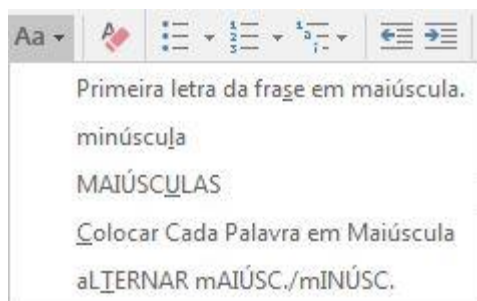 Aa
Primeira letra da frase em maiúscula.
minúscula
MAIÚSCULAS
Colocar Cada Palavra em Maiúscula
aLTERNAR mAIÚSC./mINÚSC.